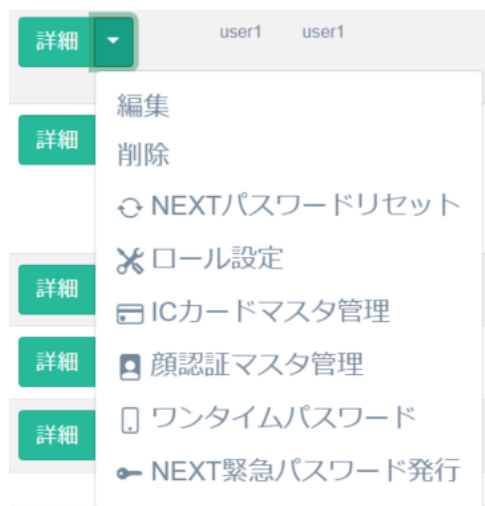 詳細 user1 user1
編集
詳細
削除
NEXTパスワードリセット
ロール設定
詳細
ICカードマスタ管理
詳細
顔認証マスタ管理
ワンタイムパスワード
詳細
NEXT緊急パスワード発行